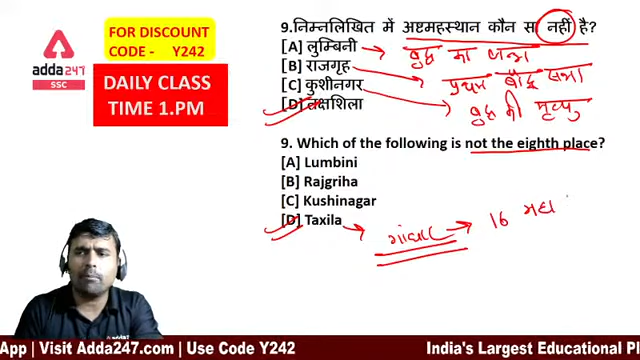 FOR DISCOUNT
CODE - Y242
adda247
SSC
DAILY CLASS
TIME 1.PM
9.निम्नलिखित में अष्टमहस्थान कौन सा नहीं है?
[A] लुम्बिनी → बुद्ध का जन्म
[B] राजगृह → प्रथम बौद्ध सभा
[C] कुशीनगर → बुद्ध की मृत्यु
[D] तक्षशिला
9. Which of the following is not the eighth place?
[A] Lumbini
[B] Rajgriha
[C] Kushinagar
[D] Taxila → गांधार → 16 महा
App | Visit Adda247.com | Use Code Y242
India's Largest Educational Pl